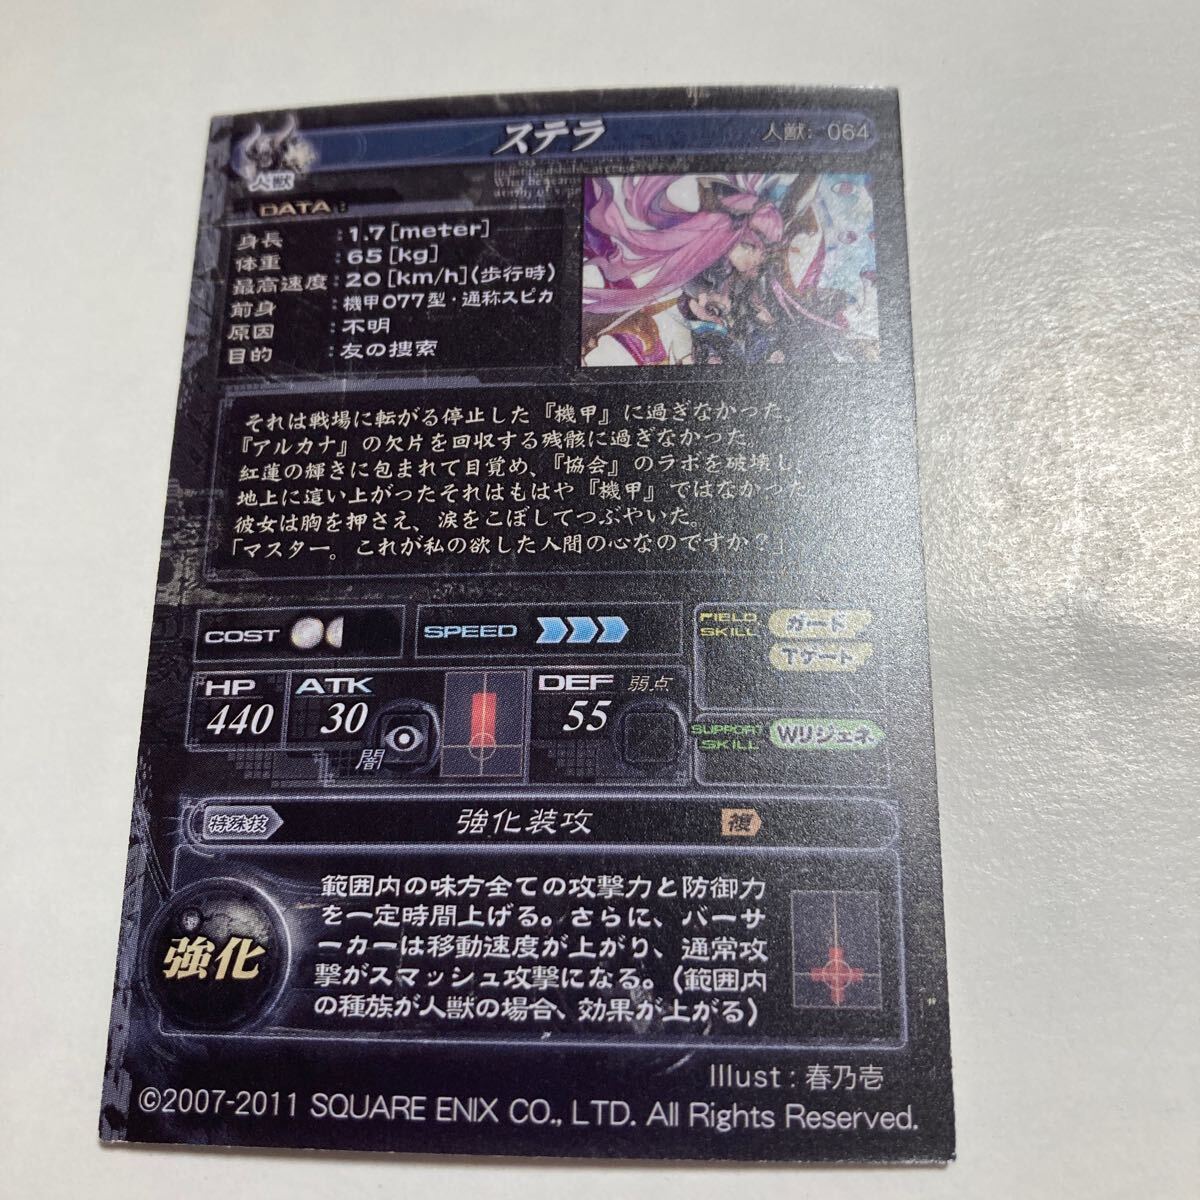 ステラ
人獣: 064
人獣
DATA:
身長 : 1.7[meter]
体重 : 65[kg]
最高速度 : 20[km/h](歩行時)
前身 : 機甲077型・通称スピカ
原因 : 不明
目的 : 友の捜索
それは戦場に転がる停止した『機甲』に過ぎなかった。
『アルカナ』の欠片を回収する残骸に過ぎなかった。
紅蓮の輝きに包まれて目覚め、『協会』のラボを破壊し、
地上に這い上がったそれはもはや『機甲』ではなかった。
彼女は胸を押さえ、涙をこぼしてつぶやいた。
「マスター。これが私の欲した人間の心なのですか?」
COST
SPEED
FIELD SKILL ガード
Tゲート
HP 440
ATK 30
闇
DEF 55
弱点
SUPPORT SKILL Wリジェネ
特殊技 強化装攻 複
強化
範囲内の味方全ての攻撃力と防御力
を一定時間上げる。さらに、バーサ
ーカーは移動速度が上がり、通常攻
撃がスマッシュ攻撃になる。(範囲内
の種族が人獣の場合、効果が上がる)
Illust : 春乃壱
©2007-2011 SQUARE ENIX CO., LTD. All Rights Reserved.